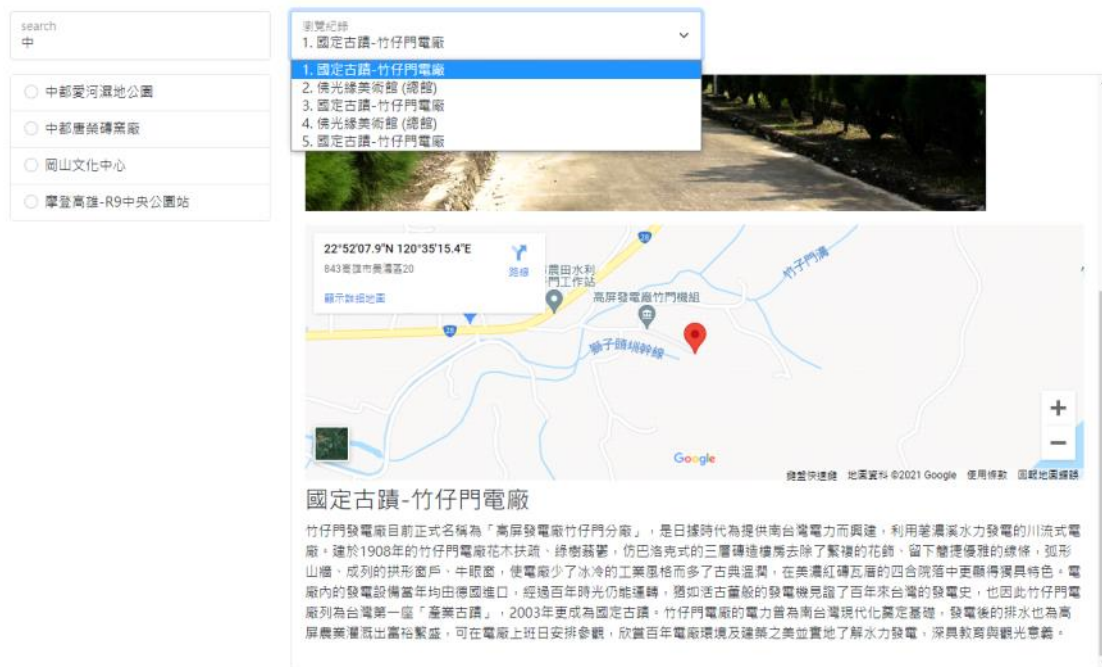 search
中
瀏覽紀錄
1. 國定古蹟-竹仔門電廠
1. 國定古蹟-竹仔門電廠
2. 佛光緣美術館 (總館)
3. 國定古蹟-竹仔門電廠
4. 佛光緣美術館 (總館)
5. 國定古蹟-竹仔門電廠
中都愛河濕地公園
中都唐榮磚窯廠
岡山文化中心
摩登高雄-R9中央公園站
22°52'07.9"N 120°35'15.4"E
843高雄市美濃區20
路線
顯示詳細地圖
28
農田水利
門工作站
高屏發電廠竹門機組
竹子門溝
28
獅子頭圳幹線
Google
鍵盤快速鍵 地圖資料 ©2021 Google 使用條款 回報地圖錯誤
國定古蹟-竹仔門電廠
竹仔門發電廠目前正式名稱為「高屏發電廠竹仔門分廠」，是日據時代為提供南台灣電力而興建，利用荖濃溪水力發電的川流式電
廠。建於1908年的竹仔門電廠花木扶疏、綠樹蓊鬱，仿巴洛克式的三層磚造樓房去除了繁複的花飾、留下簡捷優雅的線條，弧形
山牆、成列的拱形窗戶、牛眼窗，使電廠少了冰冷的工業風格而多了古典溫潤，在美濃紅磚瓦厝的四合院落中更顯得獨具特色。電
廠內的發電設備當年均由德國進口，經過百年時光仍能運轉，猶如活古董般的發電機見證了百年來台灣的發電史，也因此竹仔門電
廠列為台灣第一座「產業古蹟」，2003年更成為國定古蹟。竹仔門電廠的電力曾為南台灣現代化奠定基礎，發電後的排水也為高
屏農業灌溉出富裕繁盛，可在電廠上班日安排參觀，欣賞百年電廠環境及建築之美並實地了解水力發電，深具教育與觀光意義。